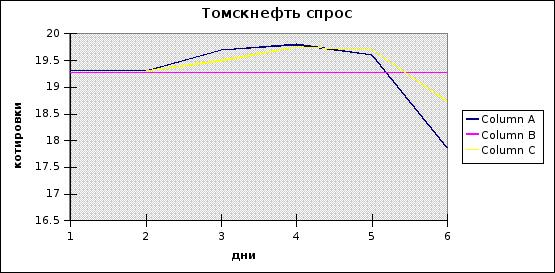 Томскнефть спрос
20
19.5
19
18.5
18
17.5
17
16.5
котировки
1 2 3 4 5 6
дни
Column A
Column B
Column C